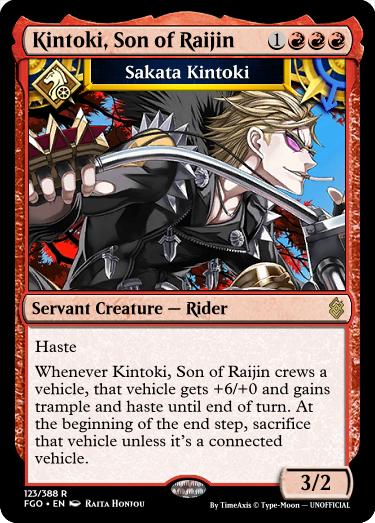 Kintoki, Son of Raijin 1
Sakata Kintoki
Servant Creature — Rider
Haste
Whenever Kintoki, Son of Raijin crews a
vehicle, that vehicle gets +6/+0 and gains
trample and haste until end of turn. At
the beginning of the end step, sacrifice
that vehicle unless it's a connected
vehicle.
3/2
123/388 R
FGO • EN Raita Honjou
By TimeAxis © Type-Moon — UNOFFICIAL